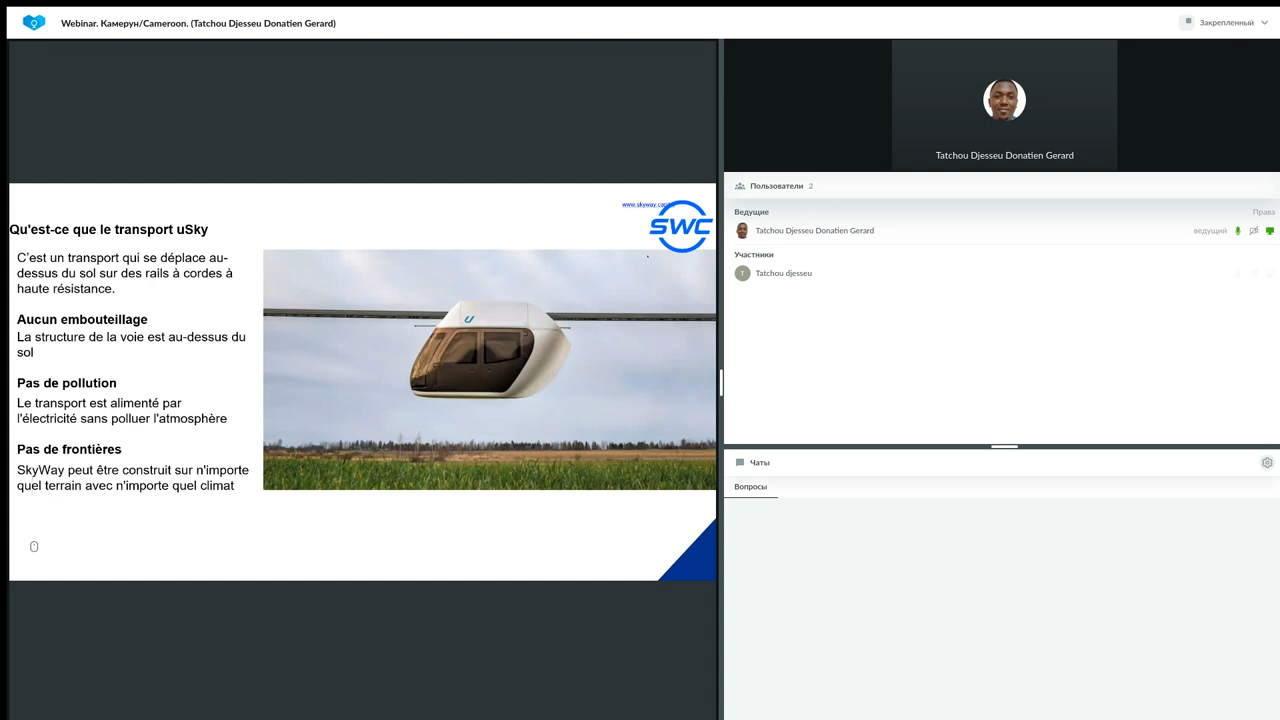 Webinar. Камерун/Cameroon. (Tatchou Djesseu Donatien Gerard)
Закрепленный
www.skyway.capi
SWC
Qu'est-ce que le transport uSky
C'est un transport qui se déplace au-
dessus du sol sur des rails à cordes à
haute résistance.
Aucun embouteillage
La structure de la voie est au-dessus du
sol
Pas de pollution
Le transport est alimenté par
l'électricité sans polluer l'atmosphère
Pas de frontières
SkyWay peut être construit sur n'importe
quel terrain avec n'importe quel climat
U
Tatchou Djesseu Donatien Gerard
Пользователи 2
Ведущие Права
Tatchou Djesseu Donatien Gerard ведущий
Участники
T Tatchou djesseu
Чаты
Вопросы